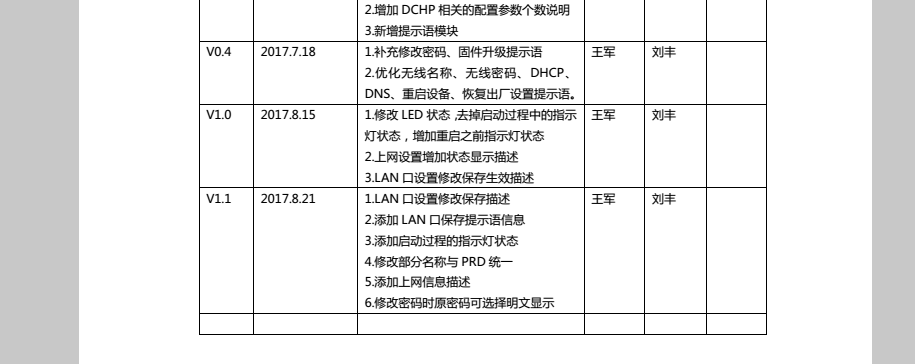 2.增加 DCHP 相关的配置参数个数说明
3.新增提示语模块
V0.4 2017.7.18 1.补充修改密码、固件升级提示语 王军 刘丰
2.优化无线名称、无线密码、DHCP、
DNS、重启设备、恢复出厂设置提示语。
V1.0 2017.8.15 1.修改 LED 状态，去掉启动过程中的指示 王军 刘丰
灯状态，增加重启之前指示灯状态
2.上网设置增加状态显示描述
3.LAN 口设置修改保存生效描述
V1.1 2017.8.21 1.LAN 口设置修改保存描述 王军 刘丰
2.添加 LAN 口保存提示语信息
3.添加启动过程的指示灯状态
4.修改部分名称与 PRD 统一
5.添加上网信息描述
6.修改密码时原密码可选择明文显示